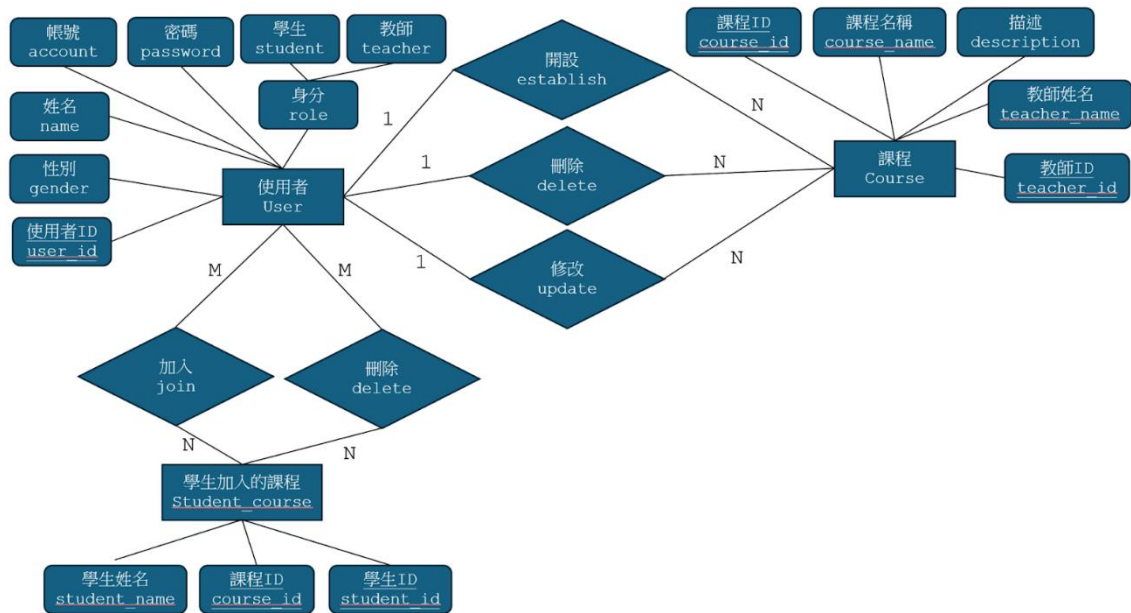 帳號
account
密碼
password
學生
student
教師
teacher
身分
role
姓名
name
性別
gender
使用者ID
user_id
使用者
User
1
開設
establish
N
1
刪除
delete
N
1
修改
update
N
課程ID
course_id
課程名稱
course_name
描述
description
教師姓名
teacher_name
教師ID
teacher_id
課程
Course
M
M
加入
join
刪除
delete
N
N
學生加入的課程
Student_course
學生姓名
student_name
課程ID
course_id
學生ID
student_id